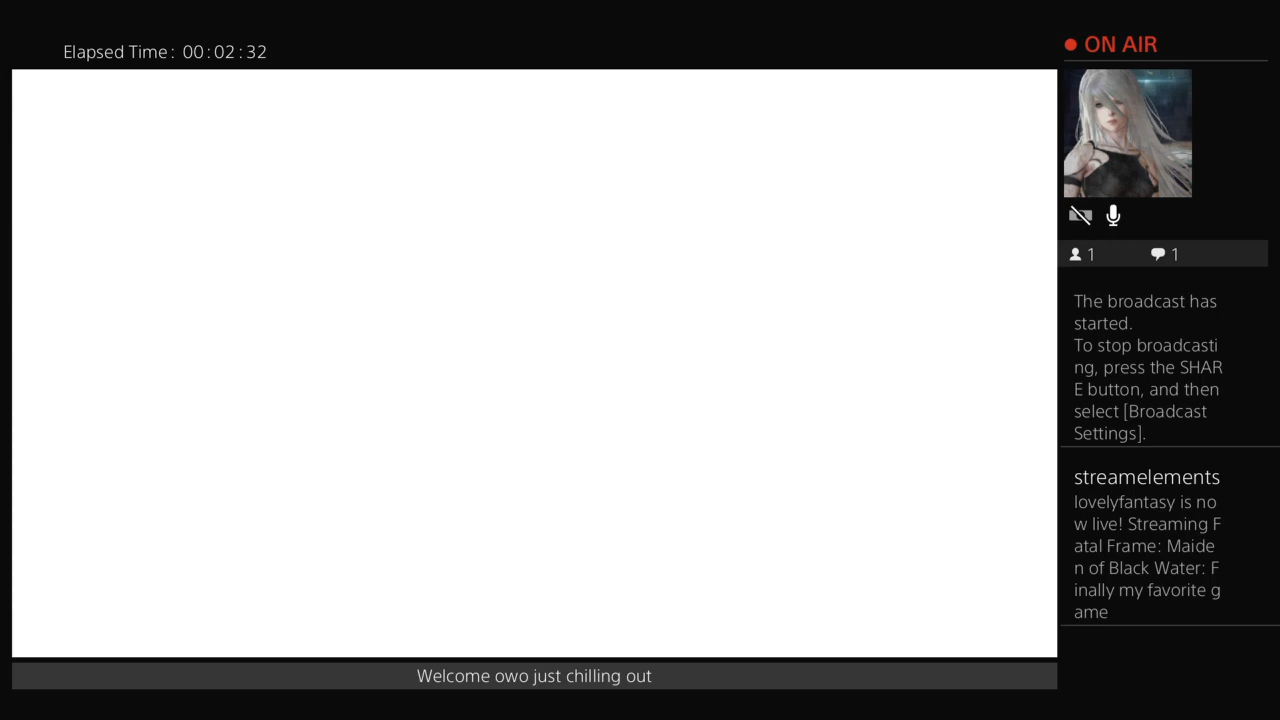 Elapsed Time: 00:02:32
ON AIR
1
1
The broadcast has
started.
To stop broadcasti
ng, press the SHAR
E button, and then
select [Broadcast
Settings].
streamelements
lovelyfantasy is no
w live! Streaming F
atal Frame: Maide
n of Black Water: F
inally my favorite g
ame
Welcome owo just chilling out